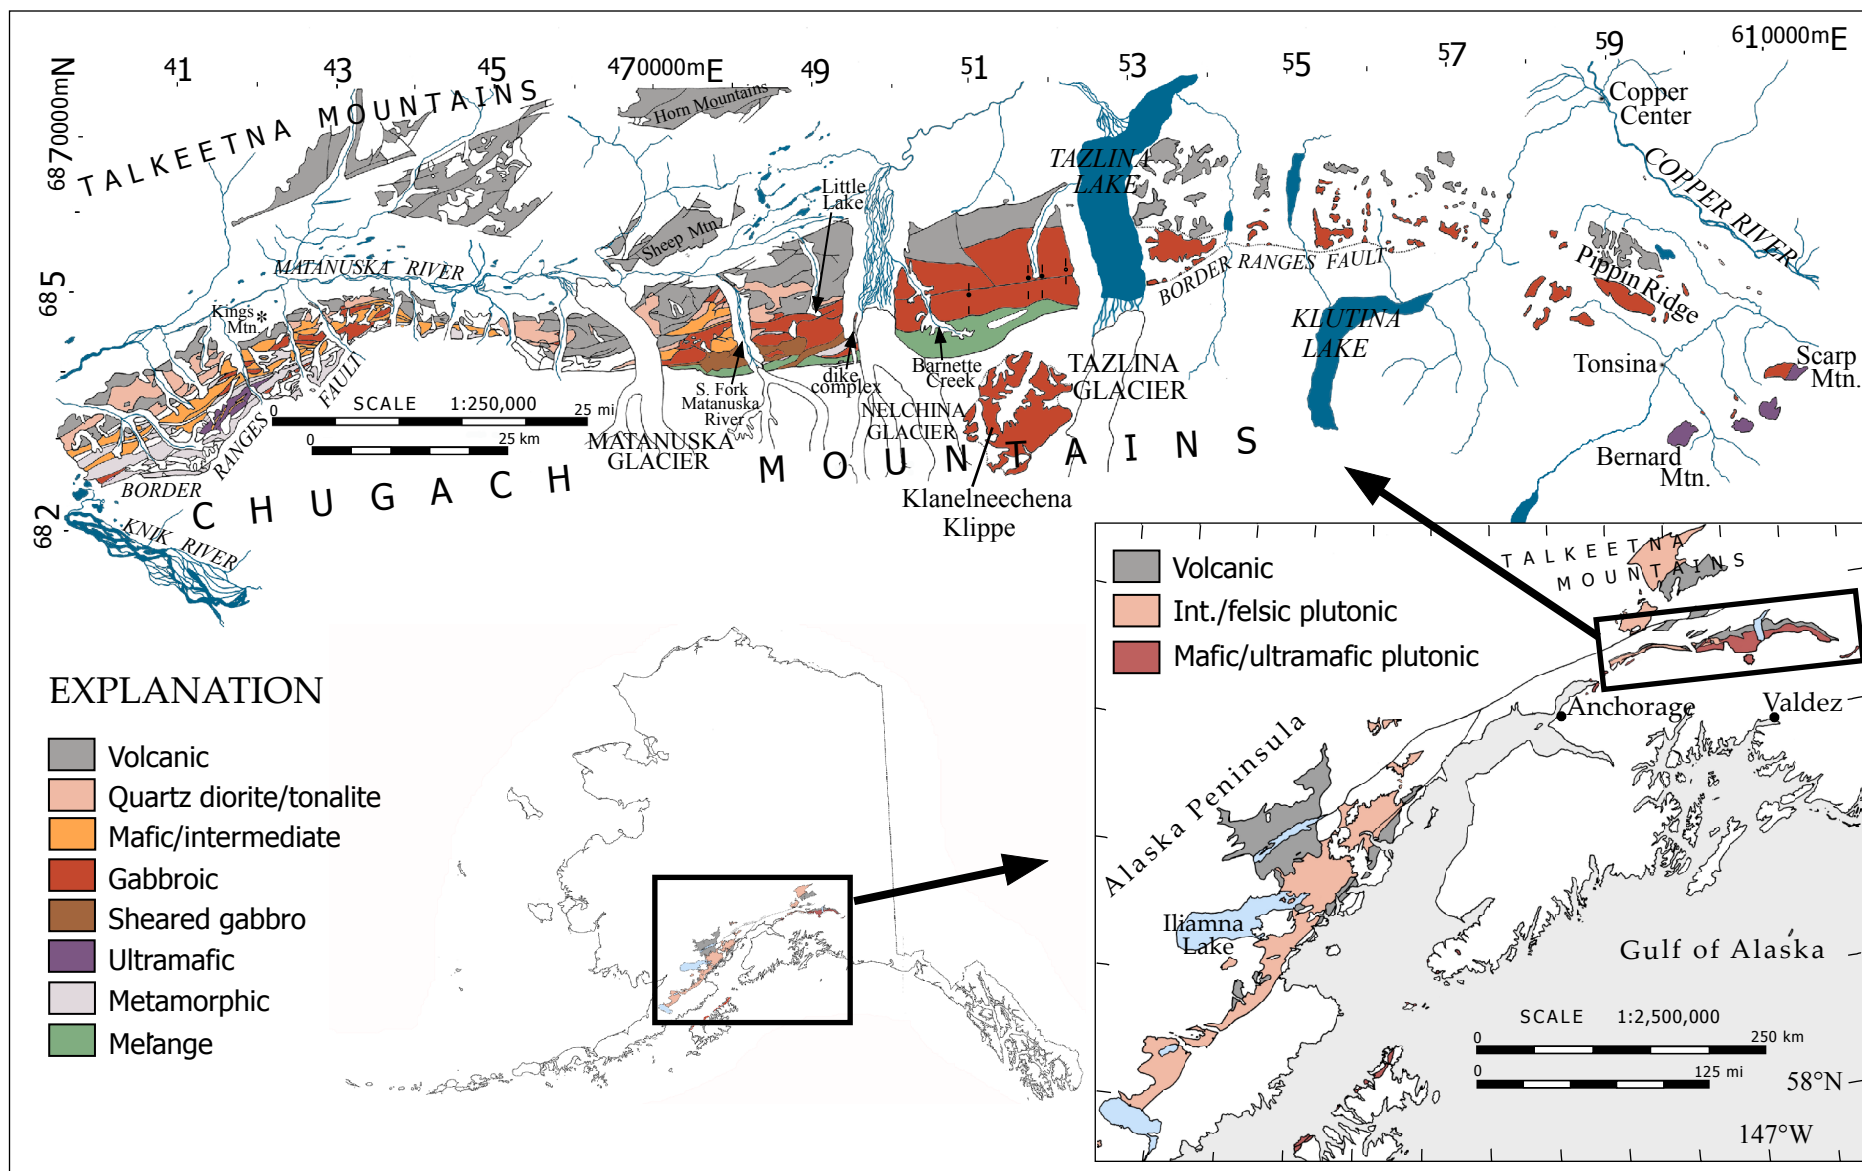 41
43
45
470000mE
49
51
53
55
57
59
610000mE
6870000mN
685
682
TALKEETNA MOUNTAINS
Horn Mountains
Sheep Mtn.
Little
Lake
TAZLINA
LAKE
Copper
Center
COPPER RIVER
MATANUSKA RIVER
Kings
Mtn.*
BORDER RANGES FAULT
Pippin Ridge
KLUTINA
LAKE
Tonsina
Scarp
Mtn.
Bernard
Mtn.
S. Fork
Matanuska
River
dike
complex
Barnette
Creek
NELCHINA
GLACIER
TAZLINA
GLACIER
MATANUSKA
GLACIER
Klanelneechena
Klippe
BORDER RANGES FAULT
CHUGACH MOUNTAINS
KNIK RIVER
0 SCALE 1:250,000 25 mi
0 25 km
EXPLANATION
Volcanic
Quartz diorite/tonalite
Mafic/intermediate
Gabbroic
Sheared gabbro
Ultramafic
Metamorphic
Melange
Volcanic
Int./felsic plutonic
Mafic/ultramafic plutonic
TALKEETNA
MOUNTAINS
Anchorage
Valdez
Alaska Peninsula
Iliamna
Lake
Gulf of Alaska
SCALE 1:2,500,000
0 250 km
0 125 mi
58°N
147°W